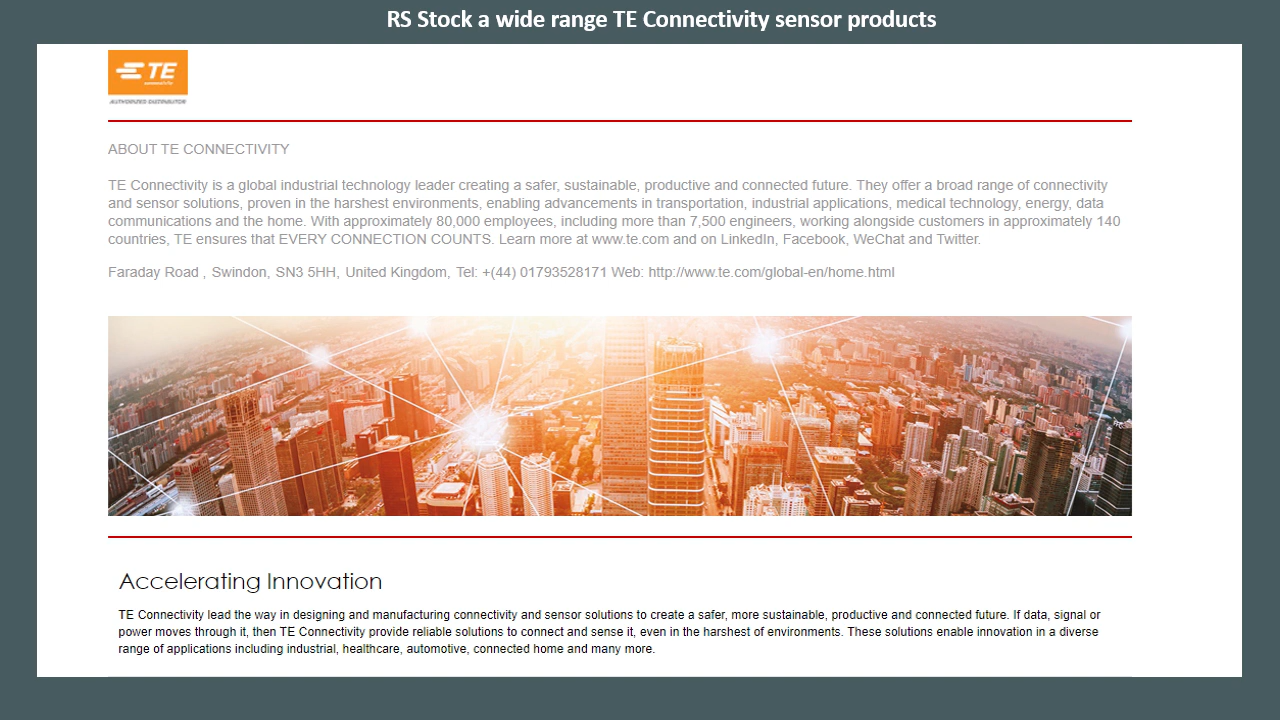 RS Stock a wide range TE Connectivity sensor products
TE
AUTHORIZED DISTRIBUTOR
ABOUT TE CONNECTIVITY
TE Connectivity is a global industrial technology leader creating a safer, sustainable, productive and connected future. They offer a broad range of connectivity
and sensor solutions, proven in the harshest environments, enabling advancements in transportation, industrial applications, medical technology, energy, data
communications and the home. With approximately 80,000 employees, including more than 7,500 engineers, working alongside customers in approximately 140
countries, TE ensures that EVERY CONNECTION COUNTS. Learn more at www.te.com and on LinkedIn, Facebook, WeChat and Twitter.
Faraday Road , Swindon, SN3 5HH, United Kingdom, Tel: +(44) 01793528171 Web: http://www.te.com/global-en/home.html
Accelerating Innovation
TE Connectivity lead the way in designing and manufacturing connectivity and sensor solutions to create a safer, more sustainable, productive and connected future. If data, signal or
power moves through it, then TE Connectivity provide reliable solutions to connect and sense it, even in the harshest of environments. These solutions enable innovation in a diverse
range of applications including industrial, healthcare, automotive, connected home and many more.